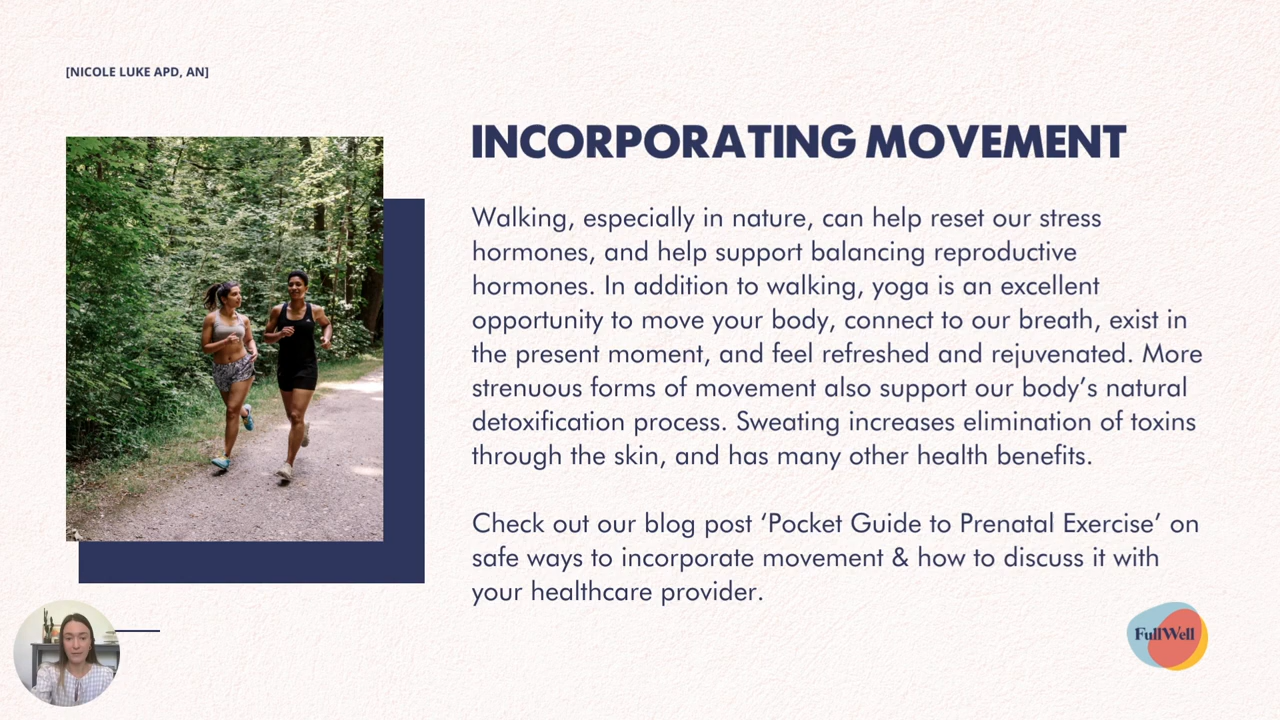 [NICOLE LUKE APD, AN]
INCORPORATING MOVEMENT
Walking, especially in nature, can help reset our stress
hormones, and help support balancing reproductive
hormones. In addition to walking, yoga is an excellent
opportunity to move your body, connect to our breath, exist in
the present moment, and feel refreshed and rejuvenated. More
strenuous forms of movement also support our body’s natural
detoxification process. Sweating increases elimination of toxins
through the skin, and has many other health benefits.
Check out our blog post ‘Pocket Guide to Prenatal Exercise’ on
safe ways to incorporate movement & how to discuss it with
your healthcare provider.
FullWell